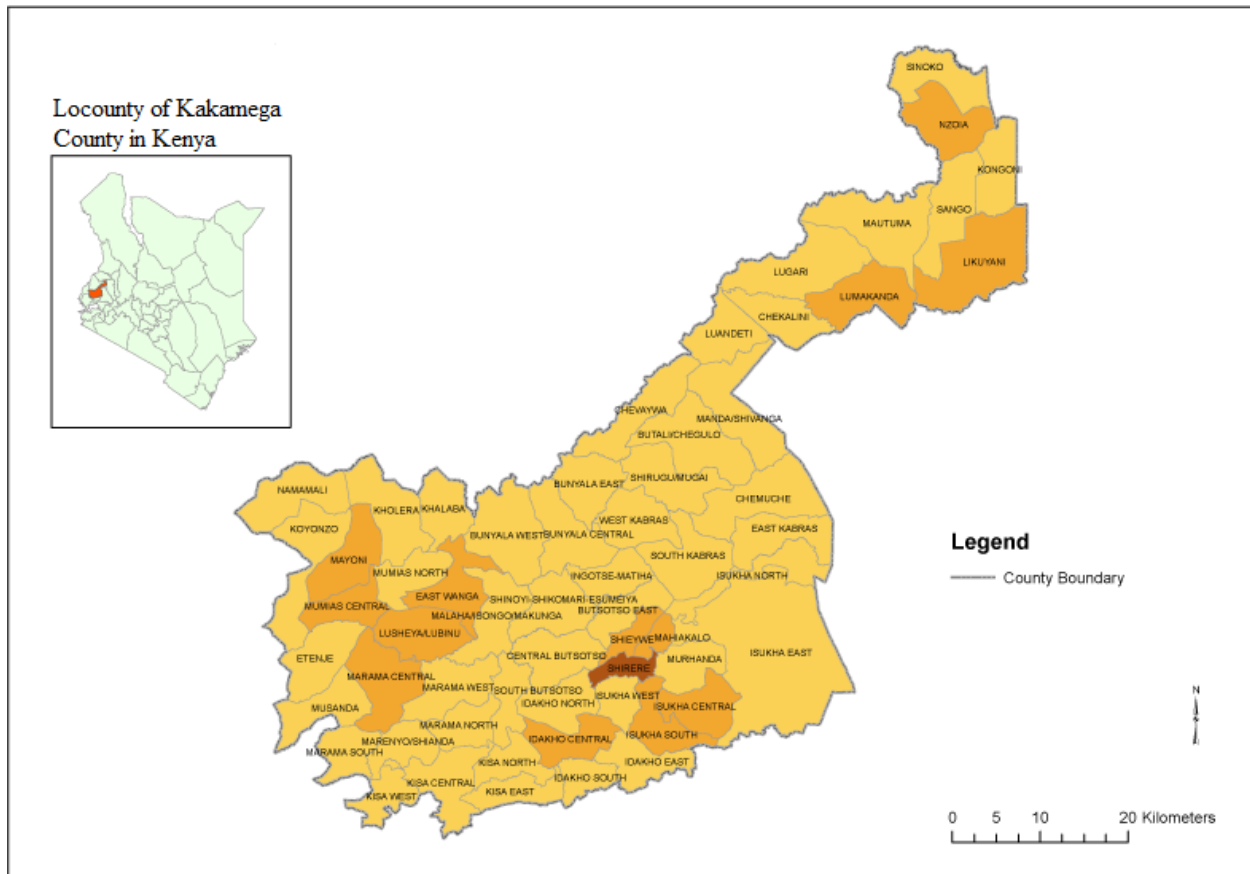 Locounty of Kakamega
County in Kenya
SINOKO
NZOIA
KONGONI
SANGO
MAUTUMA
LIKUYANI
LUGARI
LUMAKANDA
CHEKALINI
LUANDETI
CHEVAYWA
MANDA/SHIVANGA
BUTALI/CHEGULO
SHIRUGU/MUGAI
BUNYALA EAST
NAMAMALI
CHEMUCHE
KHOLERA
KHALABA
WEST KABRAS
KOYONZO
EAST KABRAS
BUNYALA WEST
BUNYALA CENTRAL
MAYONI
SOUTH KABRAS
MUMIAS NORTH
INGOTSE-MATIHA
ISUKHA NORTH
EAST WANGA
SHINOYI-SHIKOMARI-ESUMEIYA
MUMIAS CENTRAL
MALAHA/ISONGO/MAKUNGA
BUTSOTSO EAST
LUSHEYA/LUBINU
SHIEYWE
MAHIAKALO
ETENJE
CENTRAL BUTSOTSO
MURHANDA
ISUKHA EAST
SHIRERE
MARAMA CENTRAL
MARAMA WEST
SOUTH BUTSOTSO
ISUKHA WEST
IDAKHO NORTH
ISUKHA CENTRAL
MUSANDA
MARAMA NORTH
ISUKHA SOUTH
MARENYO/SHIANDA
IDAKHO CENTRAL
MARAMA SOUTH
KISA NORTH
IDAKHO EAST
IDAKHO SOUTH
KISA CENTRAL
KISA EAST
KISA WEST
Legend
County Boundary
N
0 5 10 20 Kilometers